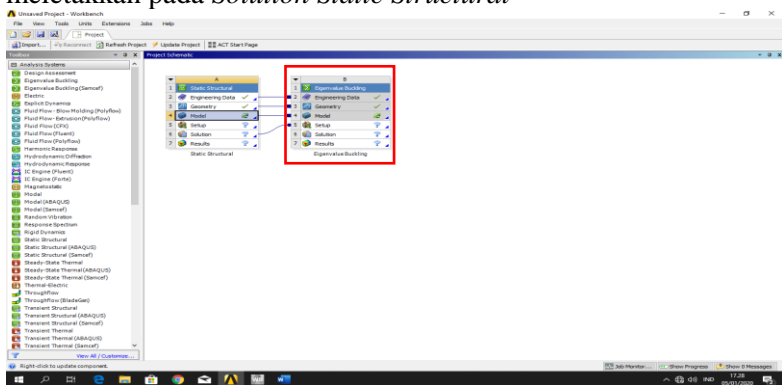 meletakkan pada Solution Static Structural
Unsaved Project - Workbench
File View Tools Units Extensions Jobs Help
Project
Import... Reconnect Refresh Project Update Project ACT Start Page
Toolbox
Project Schematic
Analysis Systems
Design Assessment
Eigenvalue Buckling
Eigenvalue Buckling (Samcef)
Electric
Explicit Dynamics
Fluid Flow - Blow Molding (Polyflow)
Fluid Flow - Extrusion (Polyflow)
Fluid Flow (CFX)
Fluid Flow (Fluent)
Fluid Flow (Polyflow)
Harmonic Response
Hydrodynamic Diffraction
Hydrodynamic Response
IC Engine (Fluent)
IC Engine (Forte)
Magnetostatic
Modal
Modal (ABAQUS)
Modal (Samcef)
Random Vibration
Response Spectrum
Rigid Dynamics
Static Structural
Static Structural (ABAQUS)
Static Structural (Samcef)
Steady-State Thermal
Steady-State Thermal (ABAQUS)
Steady-State Thermal (Samcef)
Thermal-Electric
Throughflow
Throughflow (BladeGen)
Transient Structural
Transient Structural (ABAQUS)
Transient Structural (Samcef)
Transient Thermal
Transient Thermal (ABAQUS)
Transient Thermal (Samcef)
View All / Customize...
A
1 Static Structural
2 Engineering Data
3 Geometry
4 Model
5 Setup
6 Solution
7 Results
Static Structural
B
1 Eigenvalue Buckling
2 Engineering Data
3 Geometry
4 Model
5 Setup
6 Solution
7 Results
Eigenvalue Buckling
Right-click to update component.
Job Monitor... Show Progress Show 0 Messages
IND
17.28
05/01/2020